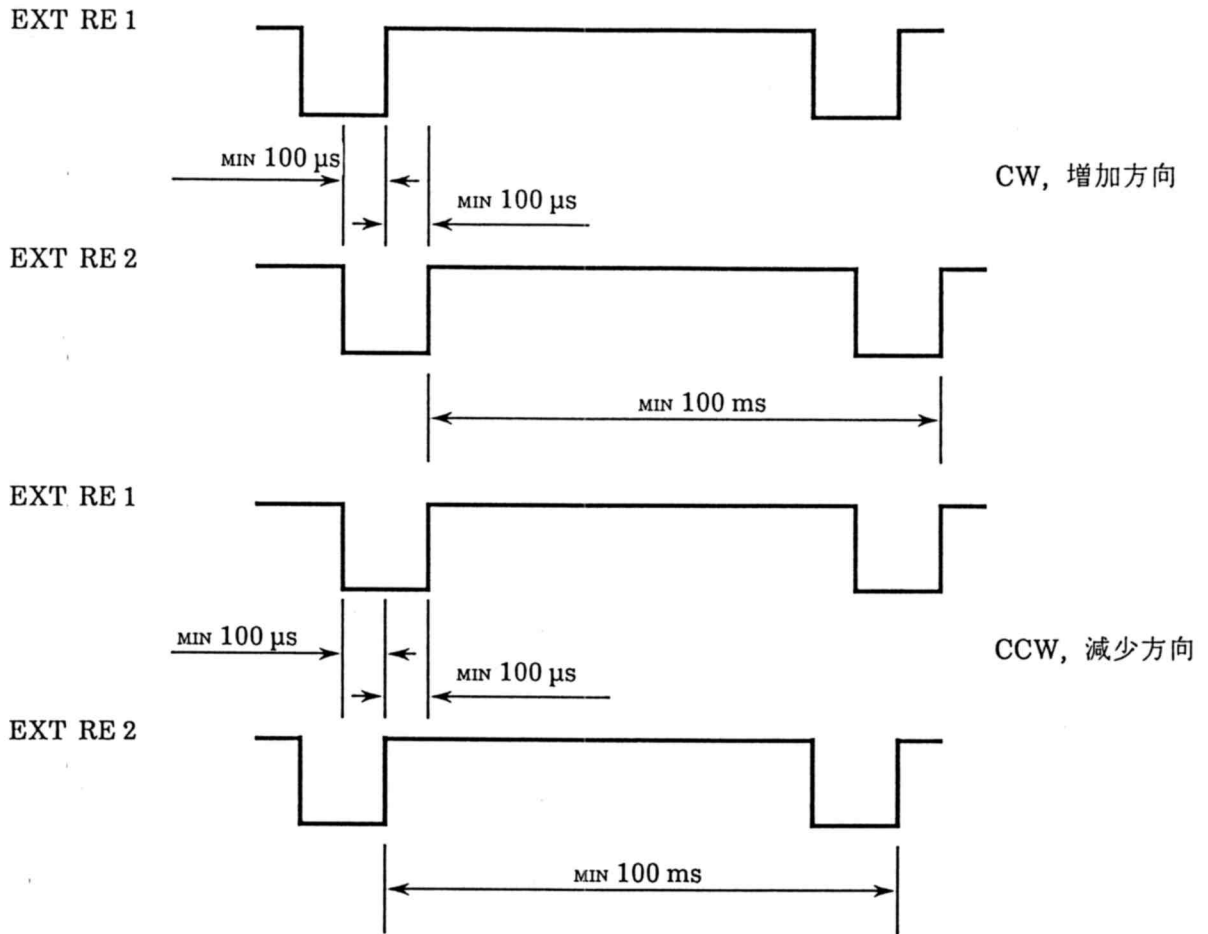 EXT RE 1
MIN 100 μs
CW, 増加方向
MIN 100 μs
EXT RE 2
MIN 100 ms
EXT RE 1
MIN 100 μs
CCW, 減少方向
MIN 100 μs
EXT RE 2
MIN 100 ms